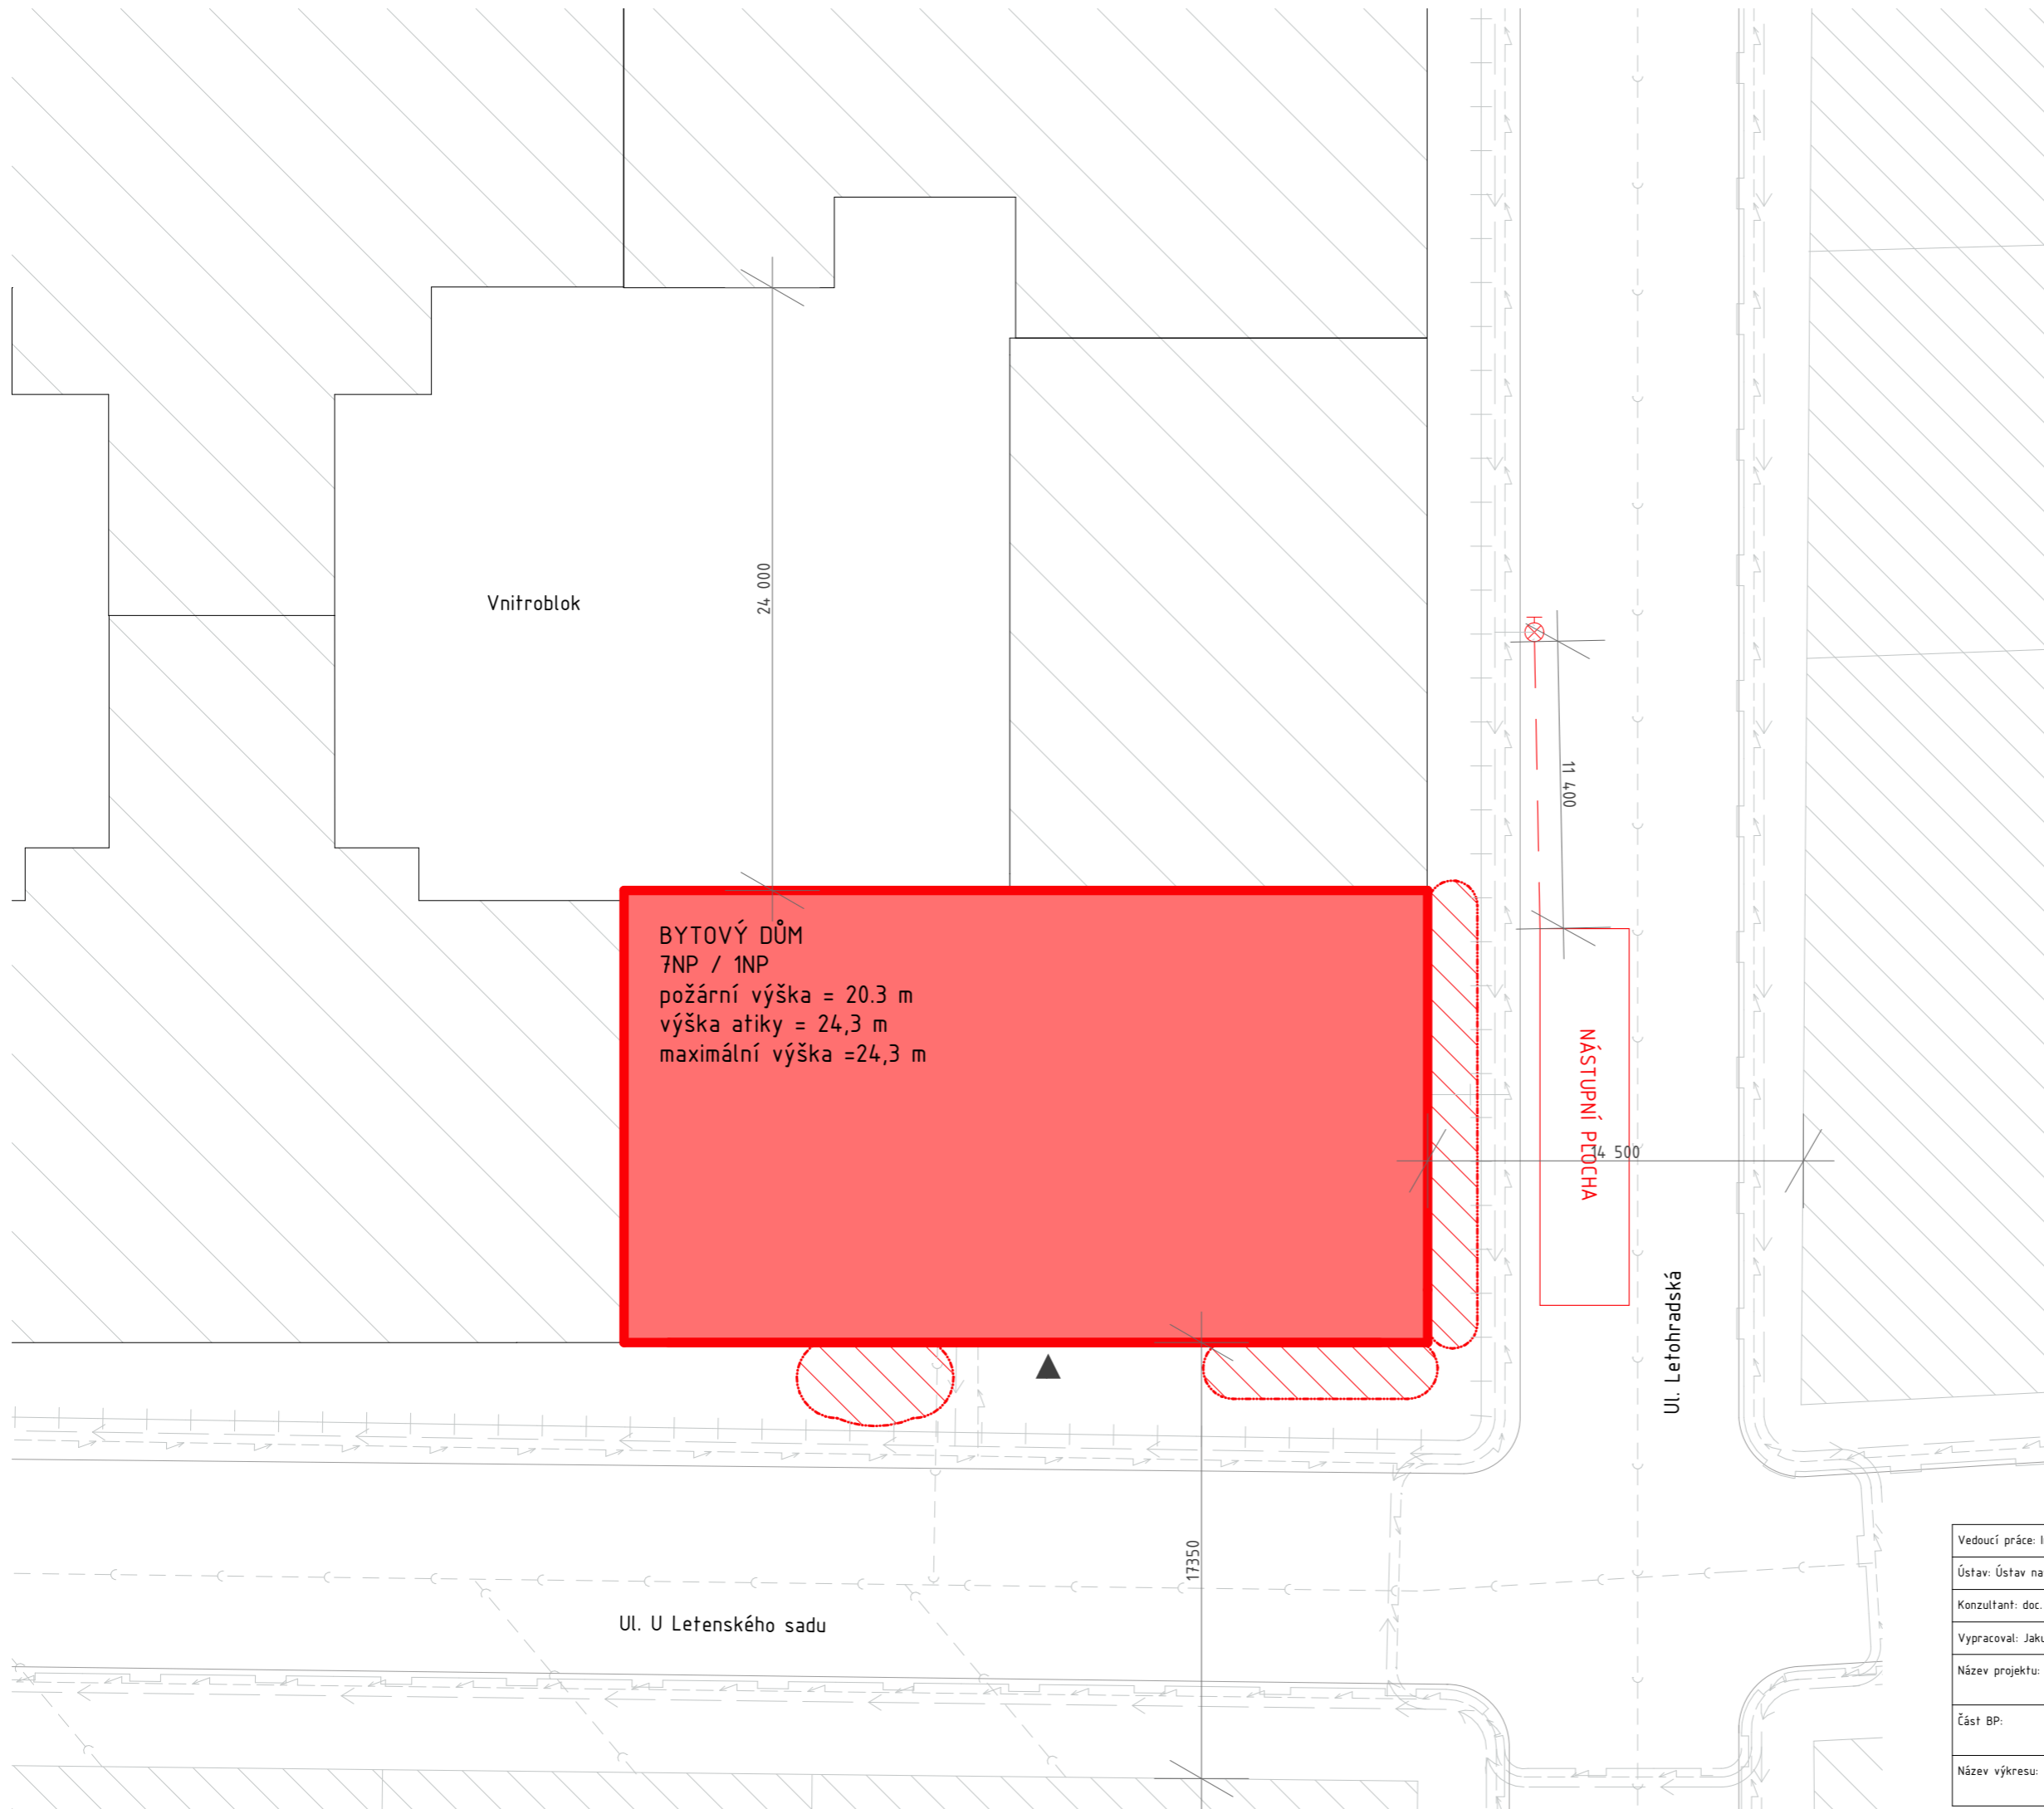 Vnitroblok
24 000
11 400
BYTOVÝ DŮM
7NP / 1NP
požární výška = 20.3 m
výška atiky = 24,3 m
maximální výška =24,3 m
NÁSTUPNÍ PLOCHA
14 500
Ul. Letohradská
17350
Ul. U Letenského sadu
Vedoucí práce:
Ústav: Ústav
Konzultant: doc.
Vypracoval:
Název projektu:
Část BP:
Název výkresu: